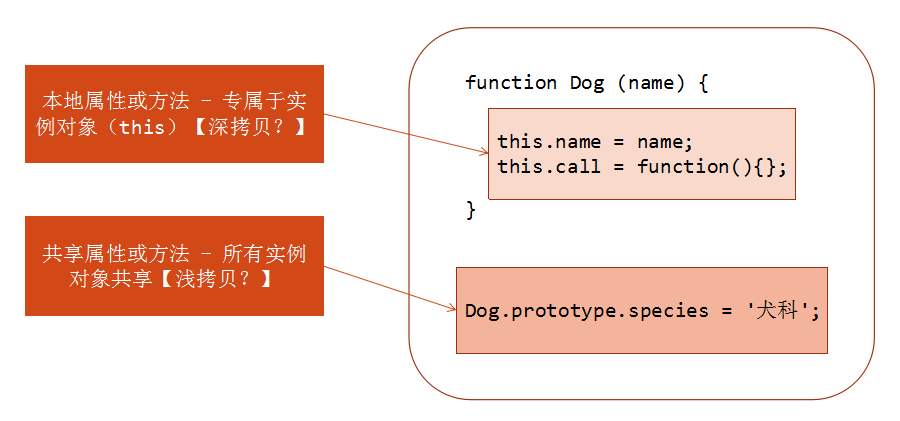 本地属性或方法 - 专属于实
例对象（this）【深拷贝？】
共享属性或方法 - 所有实例
对象共享【浅拷贝？】
function Dog (name) {
this.name = name;
this.call = function(){};
}
Dog.prototype.species = '犬科';